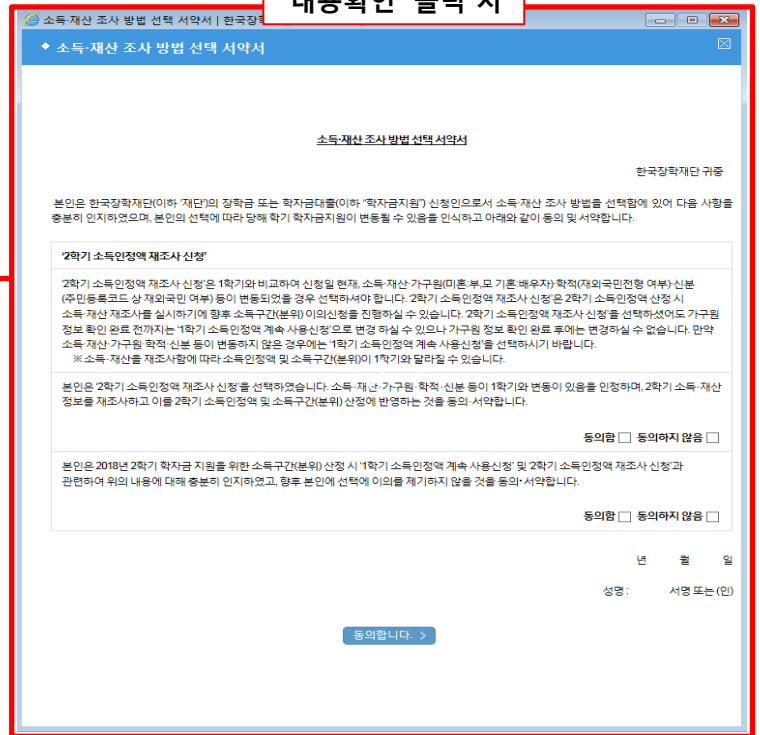 내용확인 클릭 시
소득·재산 조사 방법 선택 서약서 | 한국장학
소득·재산 조사 방법 선택 서약서
소득·재산 조사 방법 선택 서약서
한국장학재단 귀중
본인은 한국장학재단(이하 '재단')의 장학금 또는 학자금대출(이하 "학자금지원") 신청인으로서 소득·재산 조사 방법을 선택함에 있어 다음 사항을
충분히 인지하였으며, 본인의 선택에 따라 당해 학기 학자금지원이 변동될 수 있음을 인식하고 아래와 같이 동의 및 서약합니다.
'2학기 소득인정액 재조사 신청'
'2학기 소득인정액 재조사 신청'은 1학기와 비교하여 신청일 현재, 소득·재산·가구원(미혼:부,모 기혼:배우자)·학적(재외국민전형 여부)·신분
(주민등록코드 상 재외국민 여부) 등이 변동되었을 경우 선택하셔야 합니다. '2학기 소득인정액 재조사 신청'은 2학기 소득인정액 산정 시
소득·재산 재조사를 실시하기에 향후 소득구간(분위) 이의신청을 진행하실 수 있습니다. '2학기 소득인정액 재조사 신청'을 선택하셨어도 가구원
정보 확인 완료 전까지는 '1학기 소득인정액 계속 사용신청'으로 변경 하실 수 있으나 가구원 정보 확인 완료 후에는 변경하실 수 없습니다. 만약
소득·재산·가구원·학적·신분 등이 변동하지 않은 경우에는 '1학기 소득인정액 계속 사용신청'을 선택하시기 바랍니다.
※ 소득·재산을 재조사함에 따라 소득인정액 및 소득구간(분위)이 1학기와 달라질 수 있습니다.
본인은 '2학기 소득인정액 재조사 신청'을 선택하였습니다. 소득·재산·가구원·학적·신분 등이 1학기와 변동이 있음을 인정하며, 2학기 소득·재산
정보를 재조사하고 이를 2학기 소득인정액 및 소득구간(분위) 산정에 반영하는 것을 동의·서약합니다.
동의함 □ 동의하지 않음 □
본인은 2018년 2학기 학자금 지원을 위한 소득구간(분위) 산정 시 '1학기 소득인정액 계속 사용신청' 및 '2학기 소득인정액 재조사 신청'과
관련하여 위의 내용에 대해 충분히 인지하였고, 향후 본인에 선택에 이의를 제기하지 않을 것을 동의·서약합니다.
동의함 □ 동의하지 않음 □
년 월 일
성명 : 서명 또는 (인)
동의합니다. >